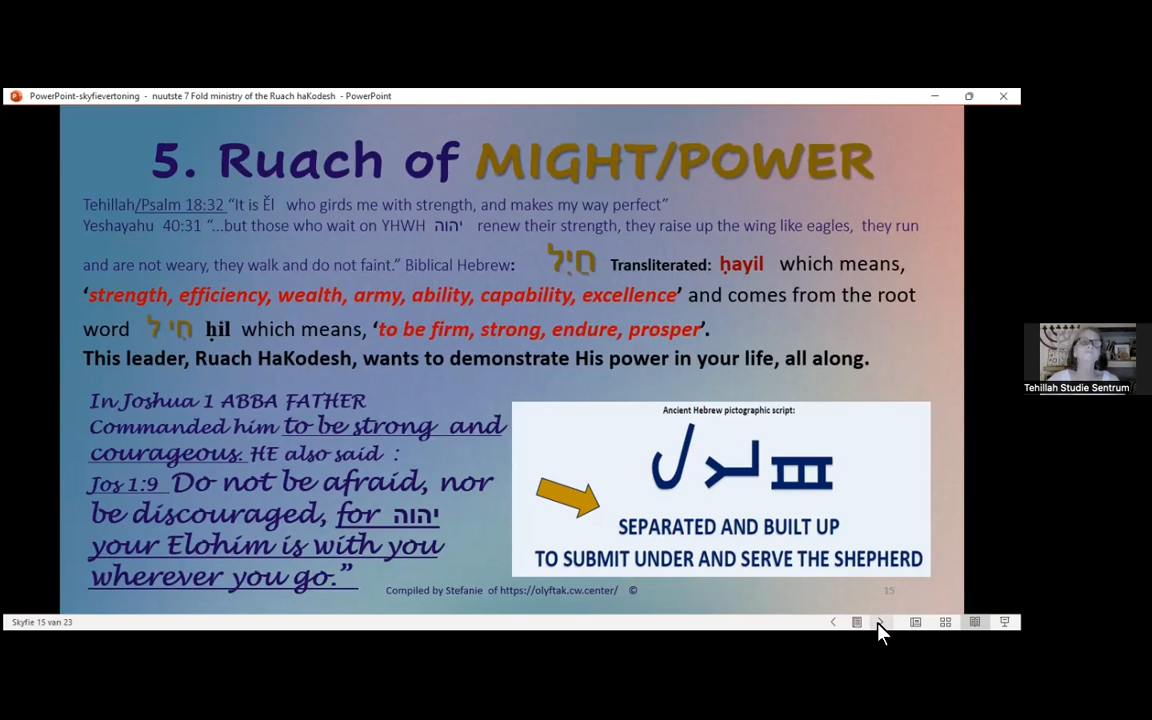 PowerPoint-skyfievertoning - nuutste 7 Fold ministry of the Ruach haKodesh - PowerPoint
5. Ruach of MIGHT/POWER
Tehillah/Psalm 18:32 “It is Ěl who girds me with strength, and makes my way perfect”
Yeshayahu 40:31 “...but those who wait on YHWH יהוה renew their strength, they raise up the wing like eagles, they run
and are not weary, they walk and do not faint.” Biblical Hebrew: חַיִל Transliterated: ḥayil which means,
‘strength, efficiency, wealth, army, ability, capability, excellence’ and comes from the root
word חִי ל ḥil which means, ‘to be firm, strong, endure, prosper’.
This leader, Ruach HaKodesh, wants to demonstrate His power in your life, all along.
In Joshua 1 ABBA FATHER
Commanded him to be strong and
courageous. HE also said :
Jos 1:9 Do not be afraid, nor
be discouraged, for יהוה
your Elohim is with you
wherever you go.”
Ancient Hebrew pictographic script:
SEPARATED AND BUILT UP
TO SUBMIT UNDER AND SERVE THE SHEPHERD
Compiled by Stefanie of https://olyftak.cw.center/ ©
15
Skyfie 15 van 23
Tehillah Studie Sentrum